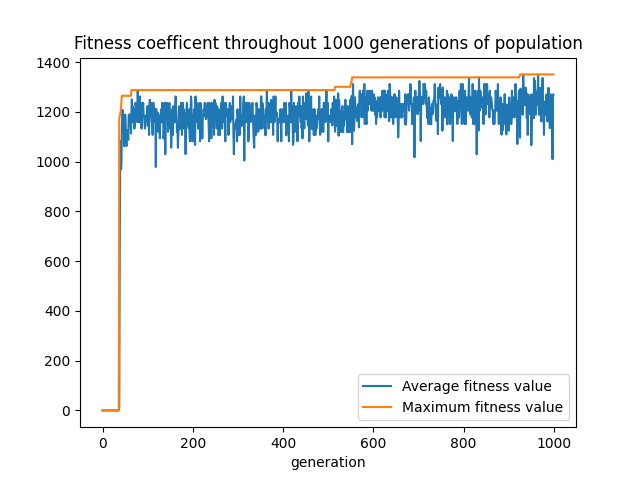 Fitness coefficent throughout 1000 generations of population
1400
1200
1000
800
600
400
200
0
0 200 400 600 800 1000
generation
Average fitness value
Maximum fitness value